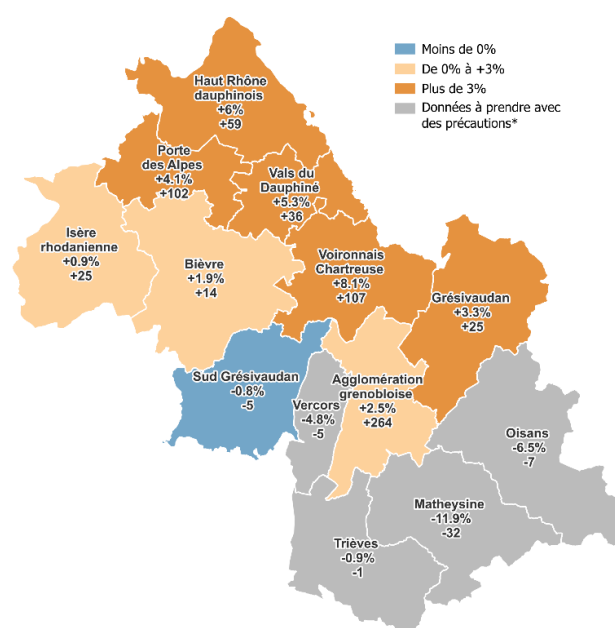 Moins de 0%
De 0% à +3%
Plus de 3%
Données à prendre avec
des précautions*
Haut Rhône
dauphinois
+6%
+59
Porte
des Alpes
+4.1%
+102
Vals du
Dauphiné
+5.3%
+36
Isère
rhodanienne
+0.9%
+25
Bièvre
+1.9%
+14
Voironnais
Chartreuse
+8.1%
+107
Grésivaudan
+3.3%
+25
Sud Grésivaudan
-0.8%
-5
Vercors
-4.8%
-5
Agglomération
grenobloise
+2.5%
+264
Oisans
-6.5%
-7
Matheysine
-11.9%
-32
Trièves
-0.9%
-1